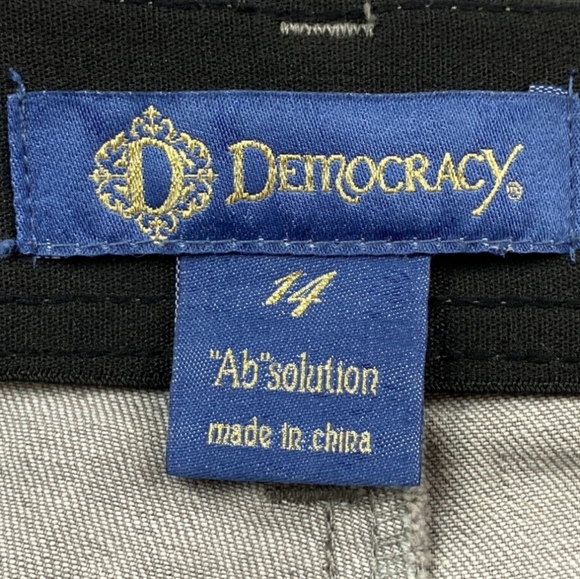 D DEMOCRACY®
14
"Ab"solution
made in china